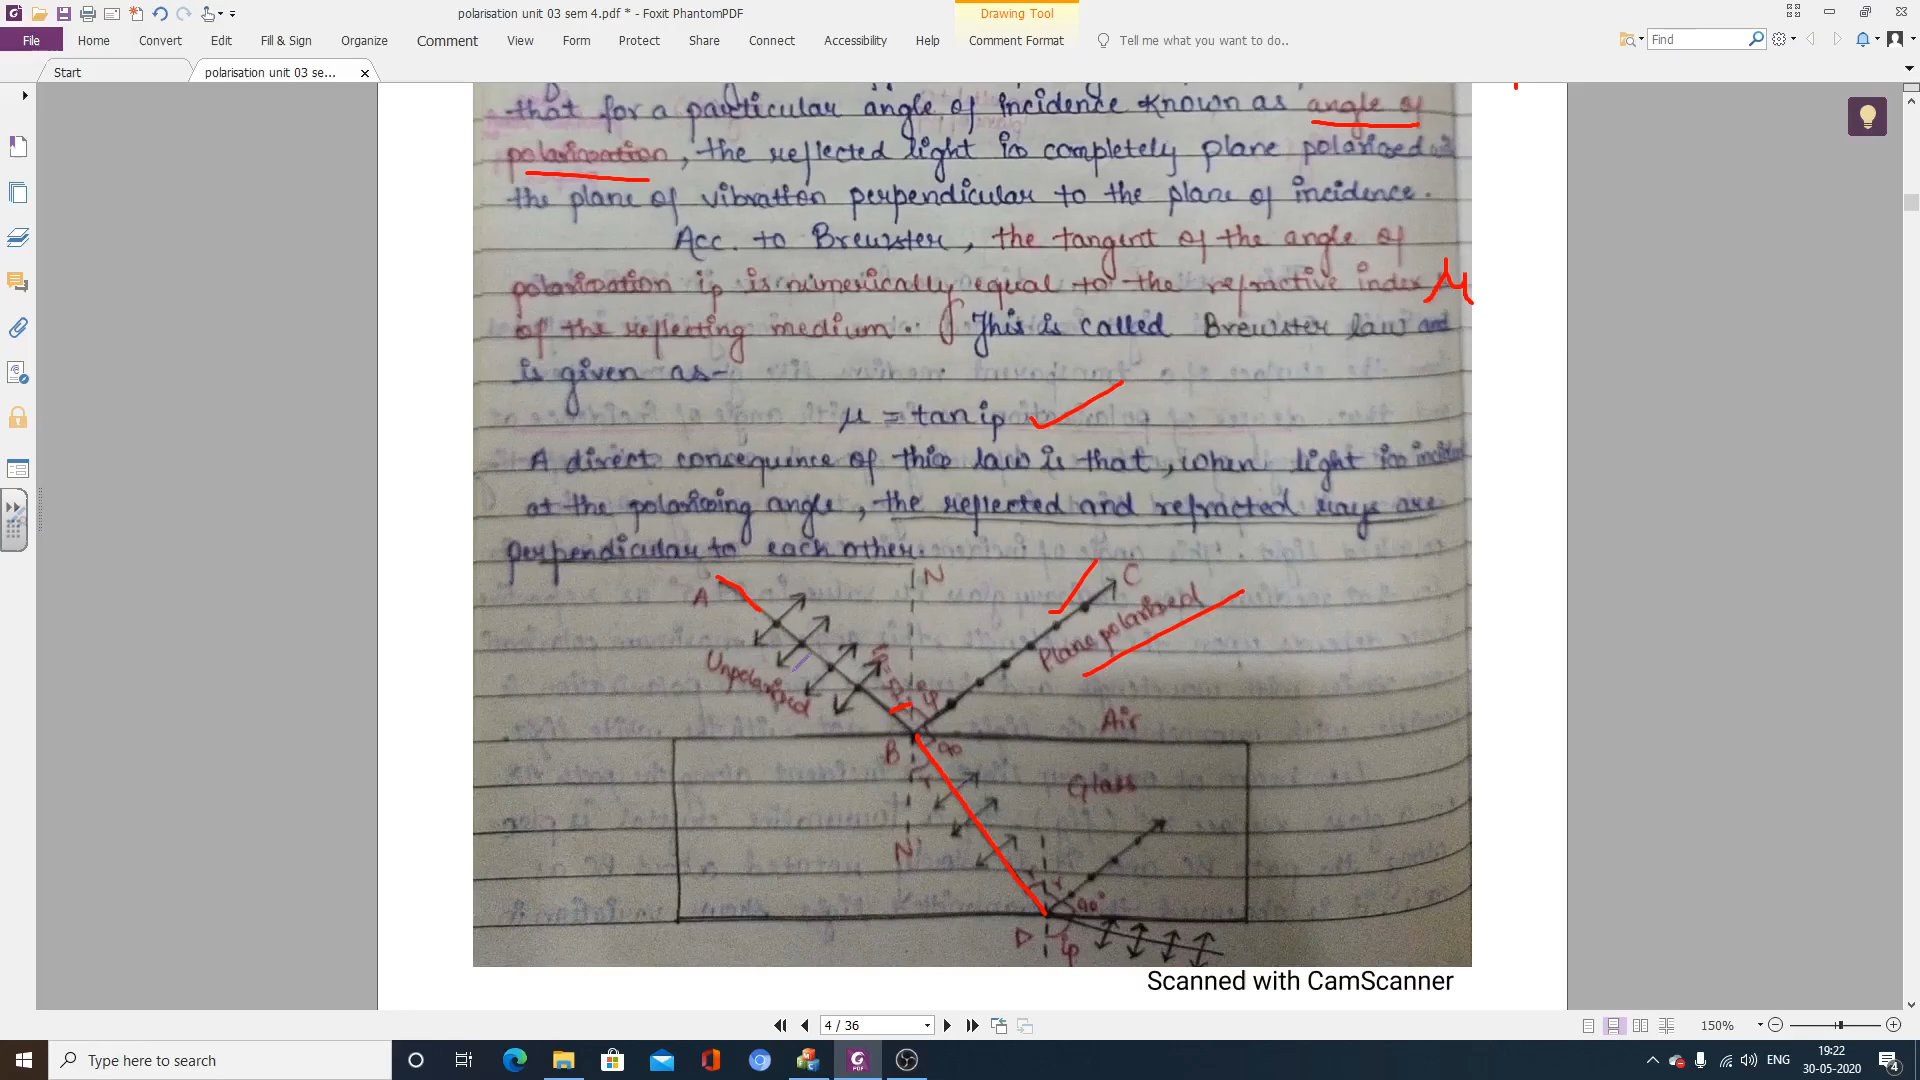 polarisation unit 03 sem 4.pdf * - Foxit PhantomPDF
Drawing Tool
File Home Convert Edit Fill & Sign Organize Comment View Form Protect Share Connect Accessibility Help Comment Format Tell me what you want to do.. Find
Start
polarisation unit 03 se...
that for a particular angle of incidence known as angle of
polarisation, the reflected light is completely plane polarised
the plane of vibration perpendicular to the plane of incidence.
Acc. to Brewster, the tangent of the angle of
polarisation ip is numerically equal to the refractive index μ
of the reflecting medium. This is called Brewster law and
is given as-
μ = tan ip
A direct consequence of this law is that, when light is incident
at the polarising angle, the reflected and refracted rays are
perpendicular to each other.
N
C
A
Plane polarised
Unpolarised
ip
Air
B
90
r
Glass
N'
r r
90°
D
ip
Scanned with CamScanner
4 / 36
150%
Type here to search
ENG
19:22
30-05-2020
4